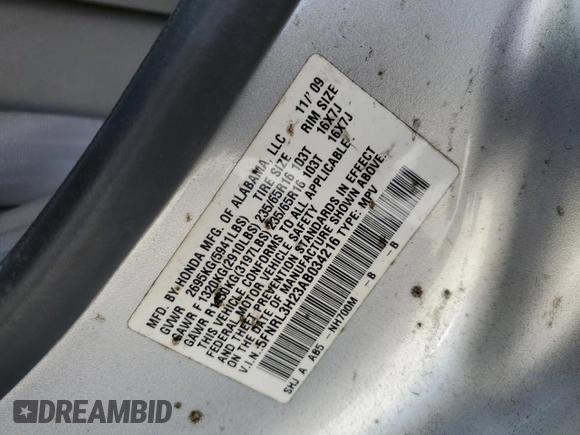 MFD. BY HONDA MFG. OF ALABAMA, LLC 11/'09
GVWR 2695KG(5941LBS) TIRE SIZE RIM SIZE
GAWR F 1320KG(2910LBS) 235/65R16 103T 16X7J
GAWR R (3197LBS) 235/65R16 103T 16X7J
THIS VEHICLE CONFORMS TO ALL APPLICABLE
FEDERAL MOTOR VEHICLE SAFETY
AND THEFT PREVENTION STANDARDS IN EFFECT
ON THE DATE OF MANUFACTURE SHOWN ABOVE.
V.I.N.: TYPE: MPV
SHJ A AB5 - NH700M - B - B
DREAMBID